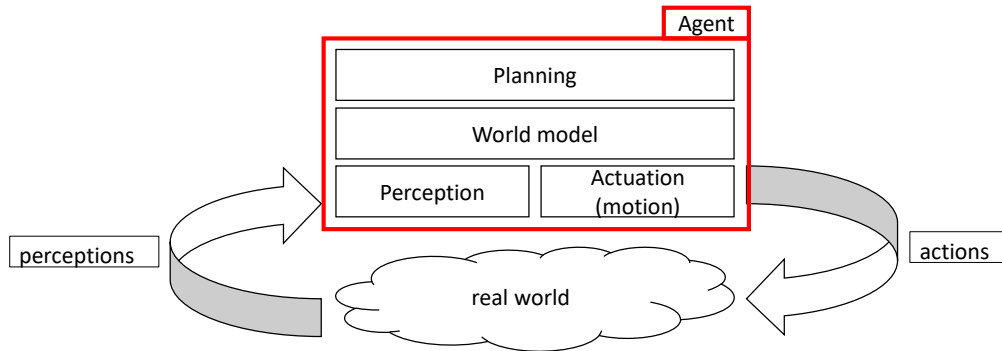 Agent
Planning
World model
Perception
Actuation
(motion)
perceptions
actions
real world